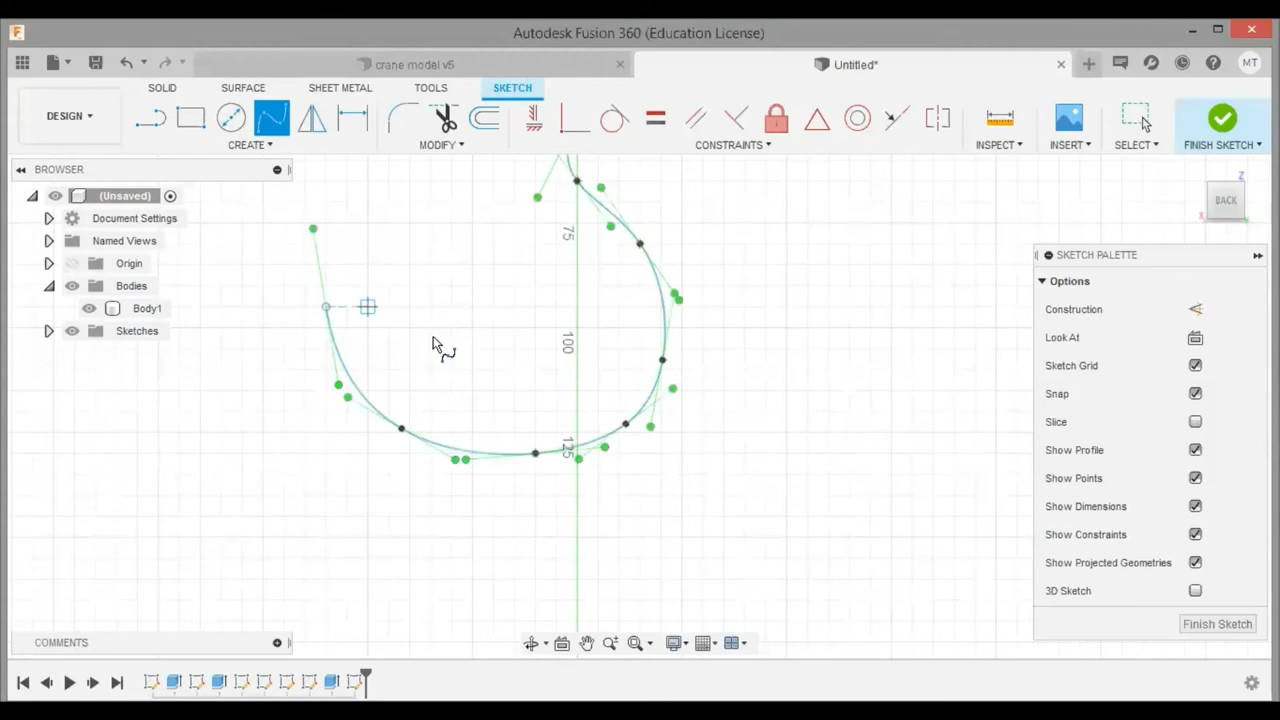 Autodesk Fusion 360 (Education License)
crane model v5
Untitled*
MT
SOLID
SURFACE
SHEET METAL
TOOLS
SKETCH
DESIGN
CREATE
MODIFY
CONSTRAINTS
INSPECT
INSERT
SELECT
FINISH SKETCH
BROWSER
(Unsaved)
Document Settings
Named Views
Origin
Bodies
Body1
Sketches
75
100
125
Z
BACK
X
SKETCH PALETTE
Options
Construction
Look At
Sketch Grid
Snap
Slice
Show Profile
Show Points
Show Dimensions
Show Constraints
Show Projected Geometries
3D Sketch
Finish Sketch
COMMENTS